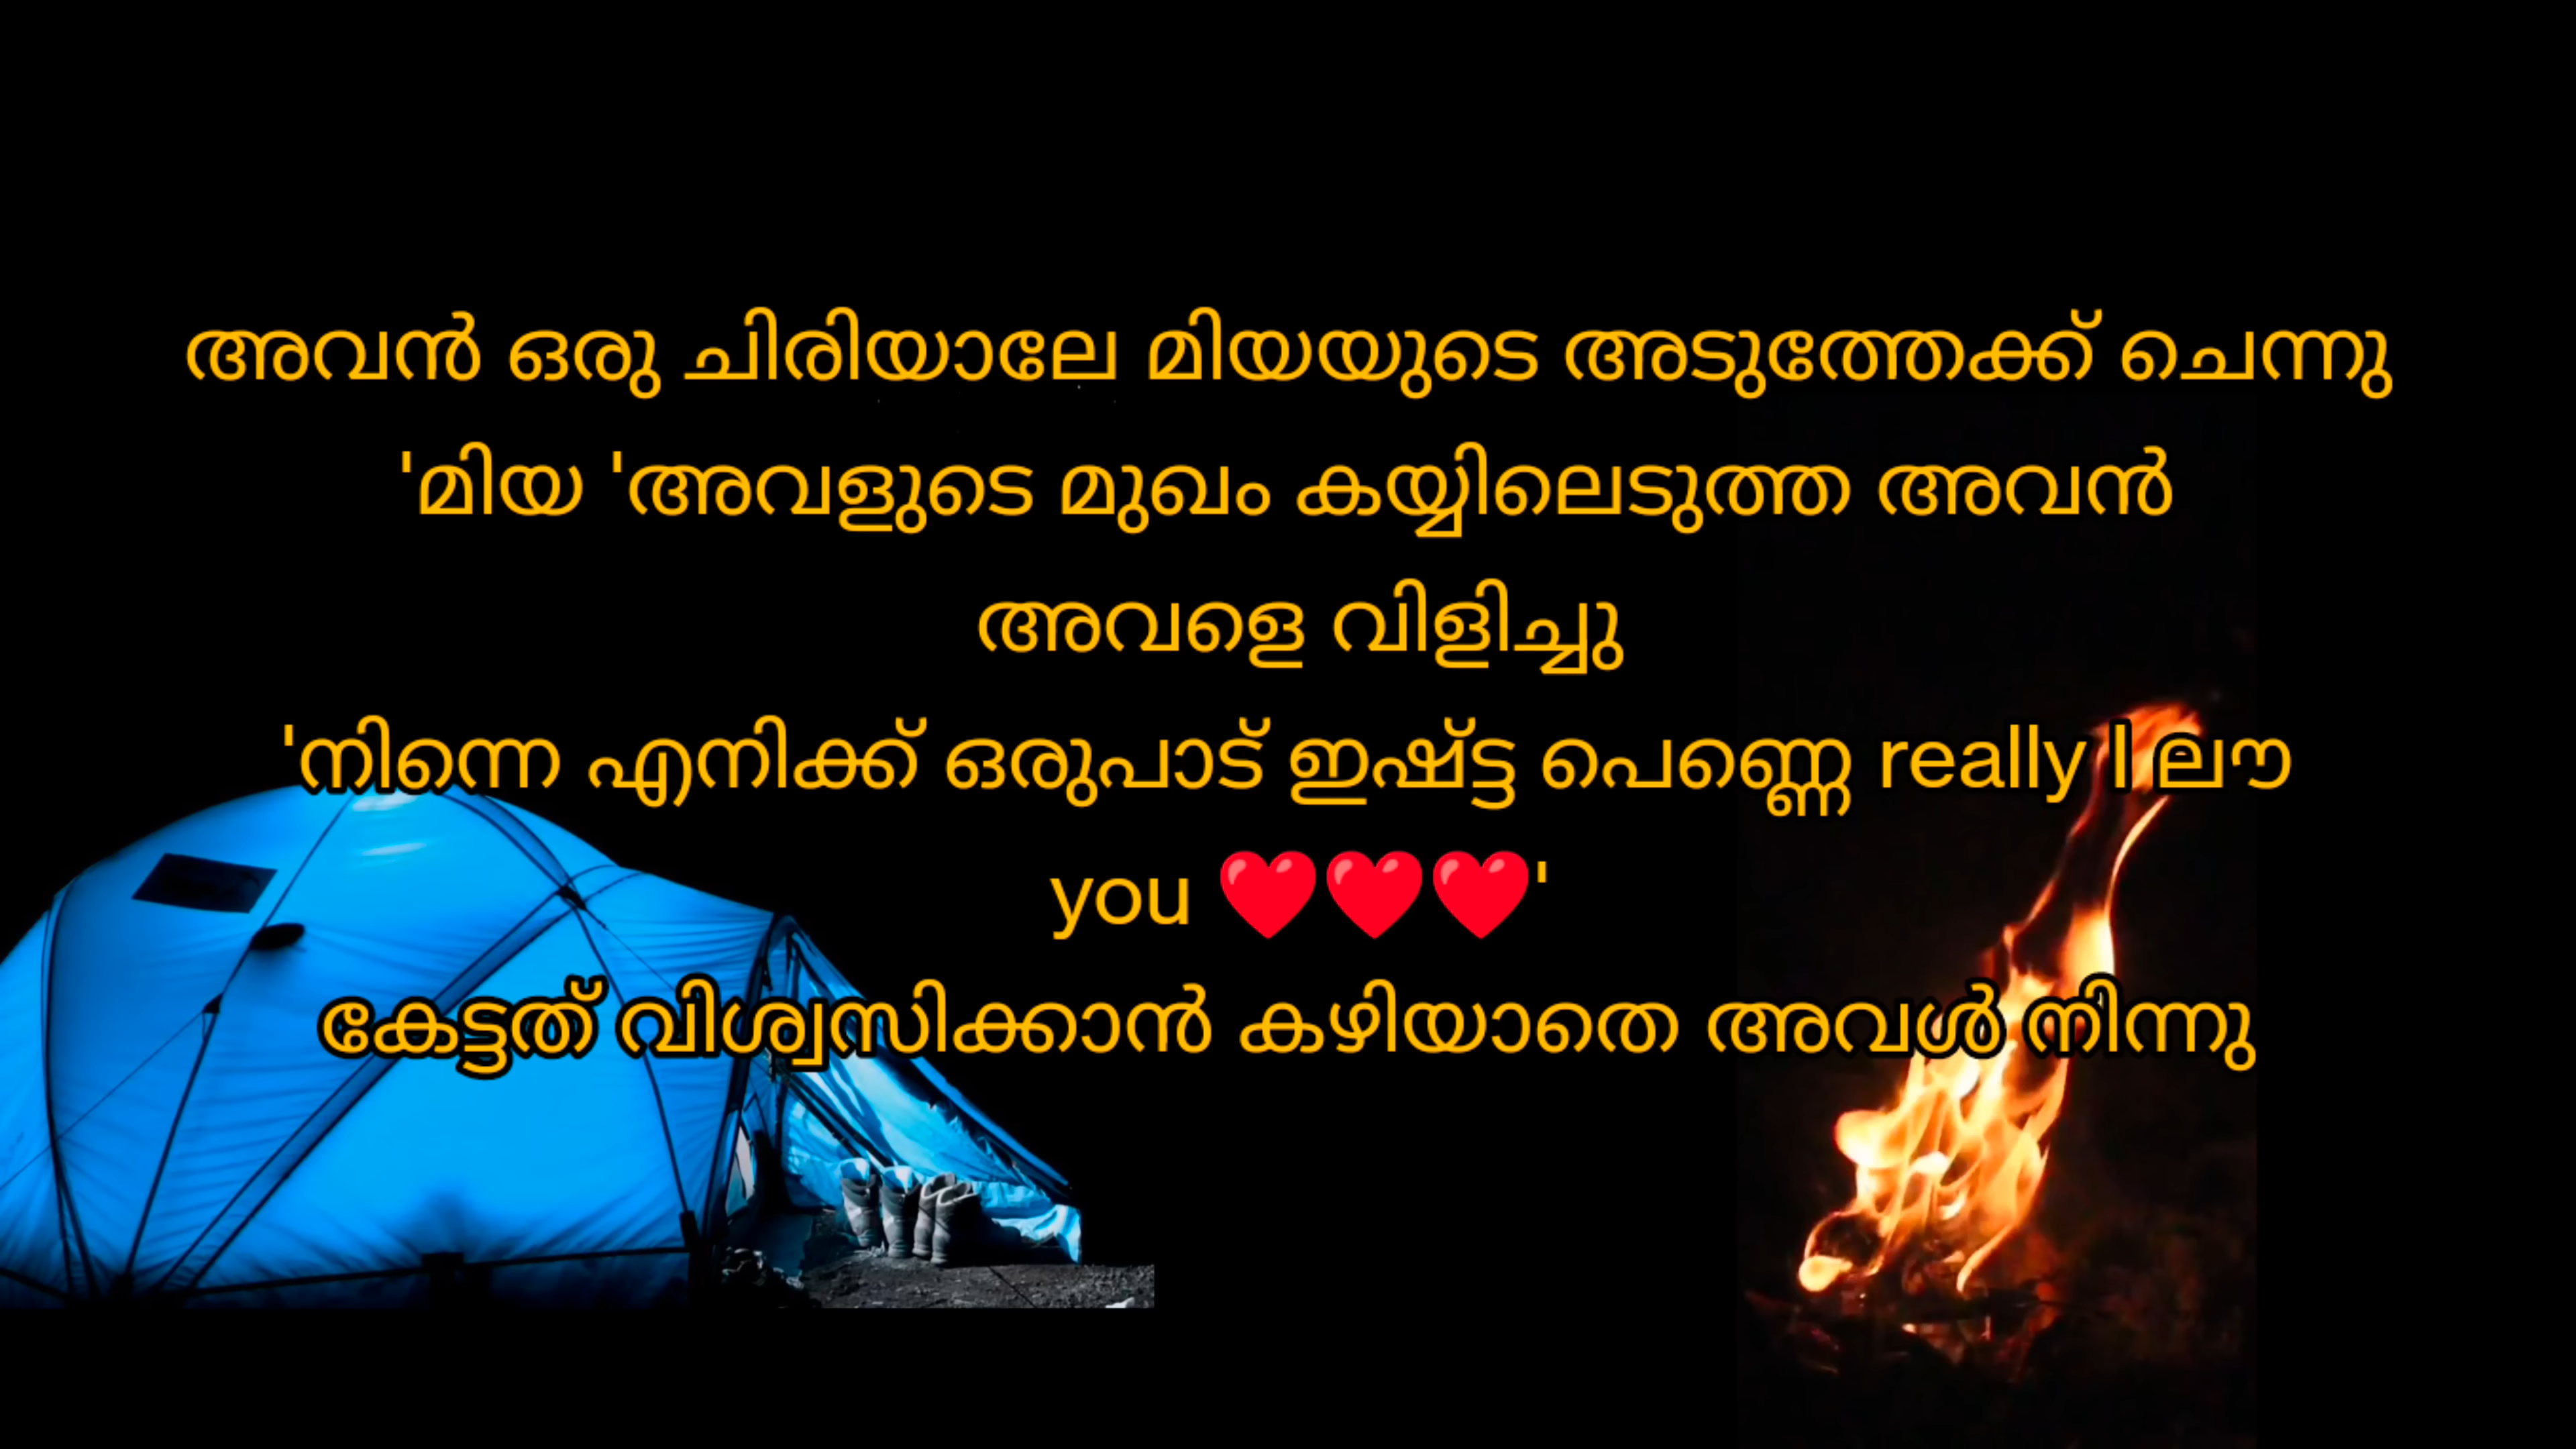 അവൻ ഒരു ചിരിയാലേ മിയയുടെ അടുത്തേക്ക് ചെന്നു
'മിയ 'അവളുടെ മുഖം കയ്യിലെടുത്ത അവൻ
അവളെ വിളിച്ചു
'നിന്നെ എനിക്ക് ഒരുപാട് ഇഷ്ട്ട പെണ്ണെ really I ലൗ
you ❤️❤️❤️'
കേട്ടത് വിശ്വസിക്കാൻ കഴിയാതെ അവൾ നിന്നു